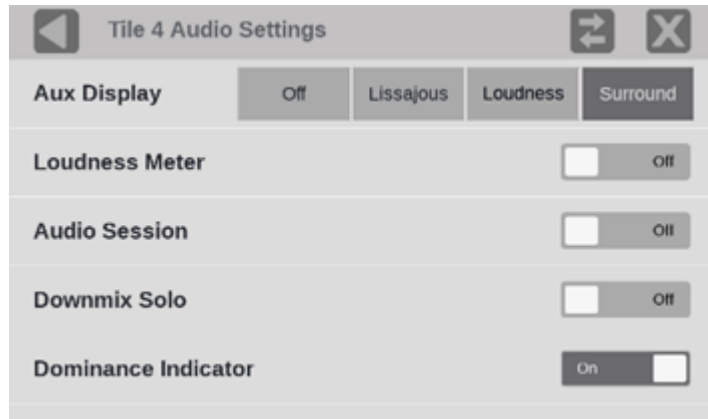 Tile 4 Audio Settings
Aux Display Off Lissajous Loudness Surround
Loudness Meter Off
Audio Session Off
Downmix Solo Off
Dominance Indicator On